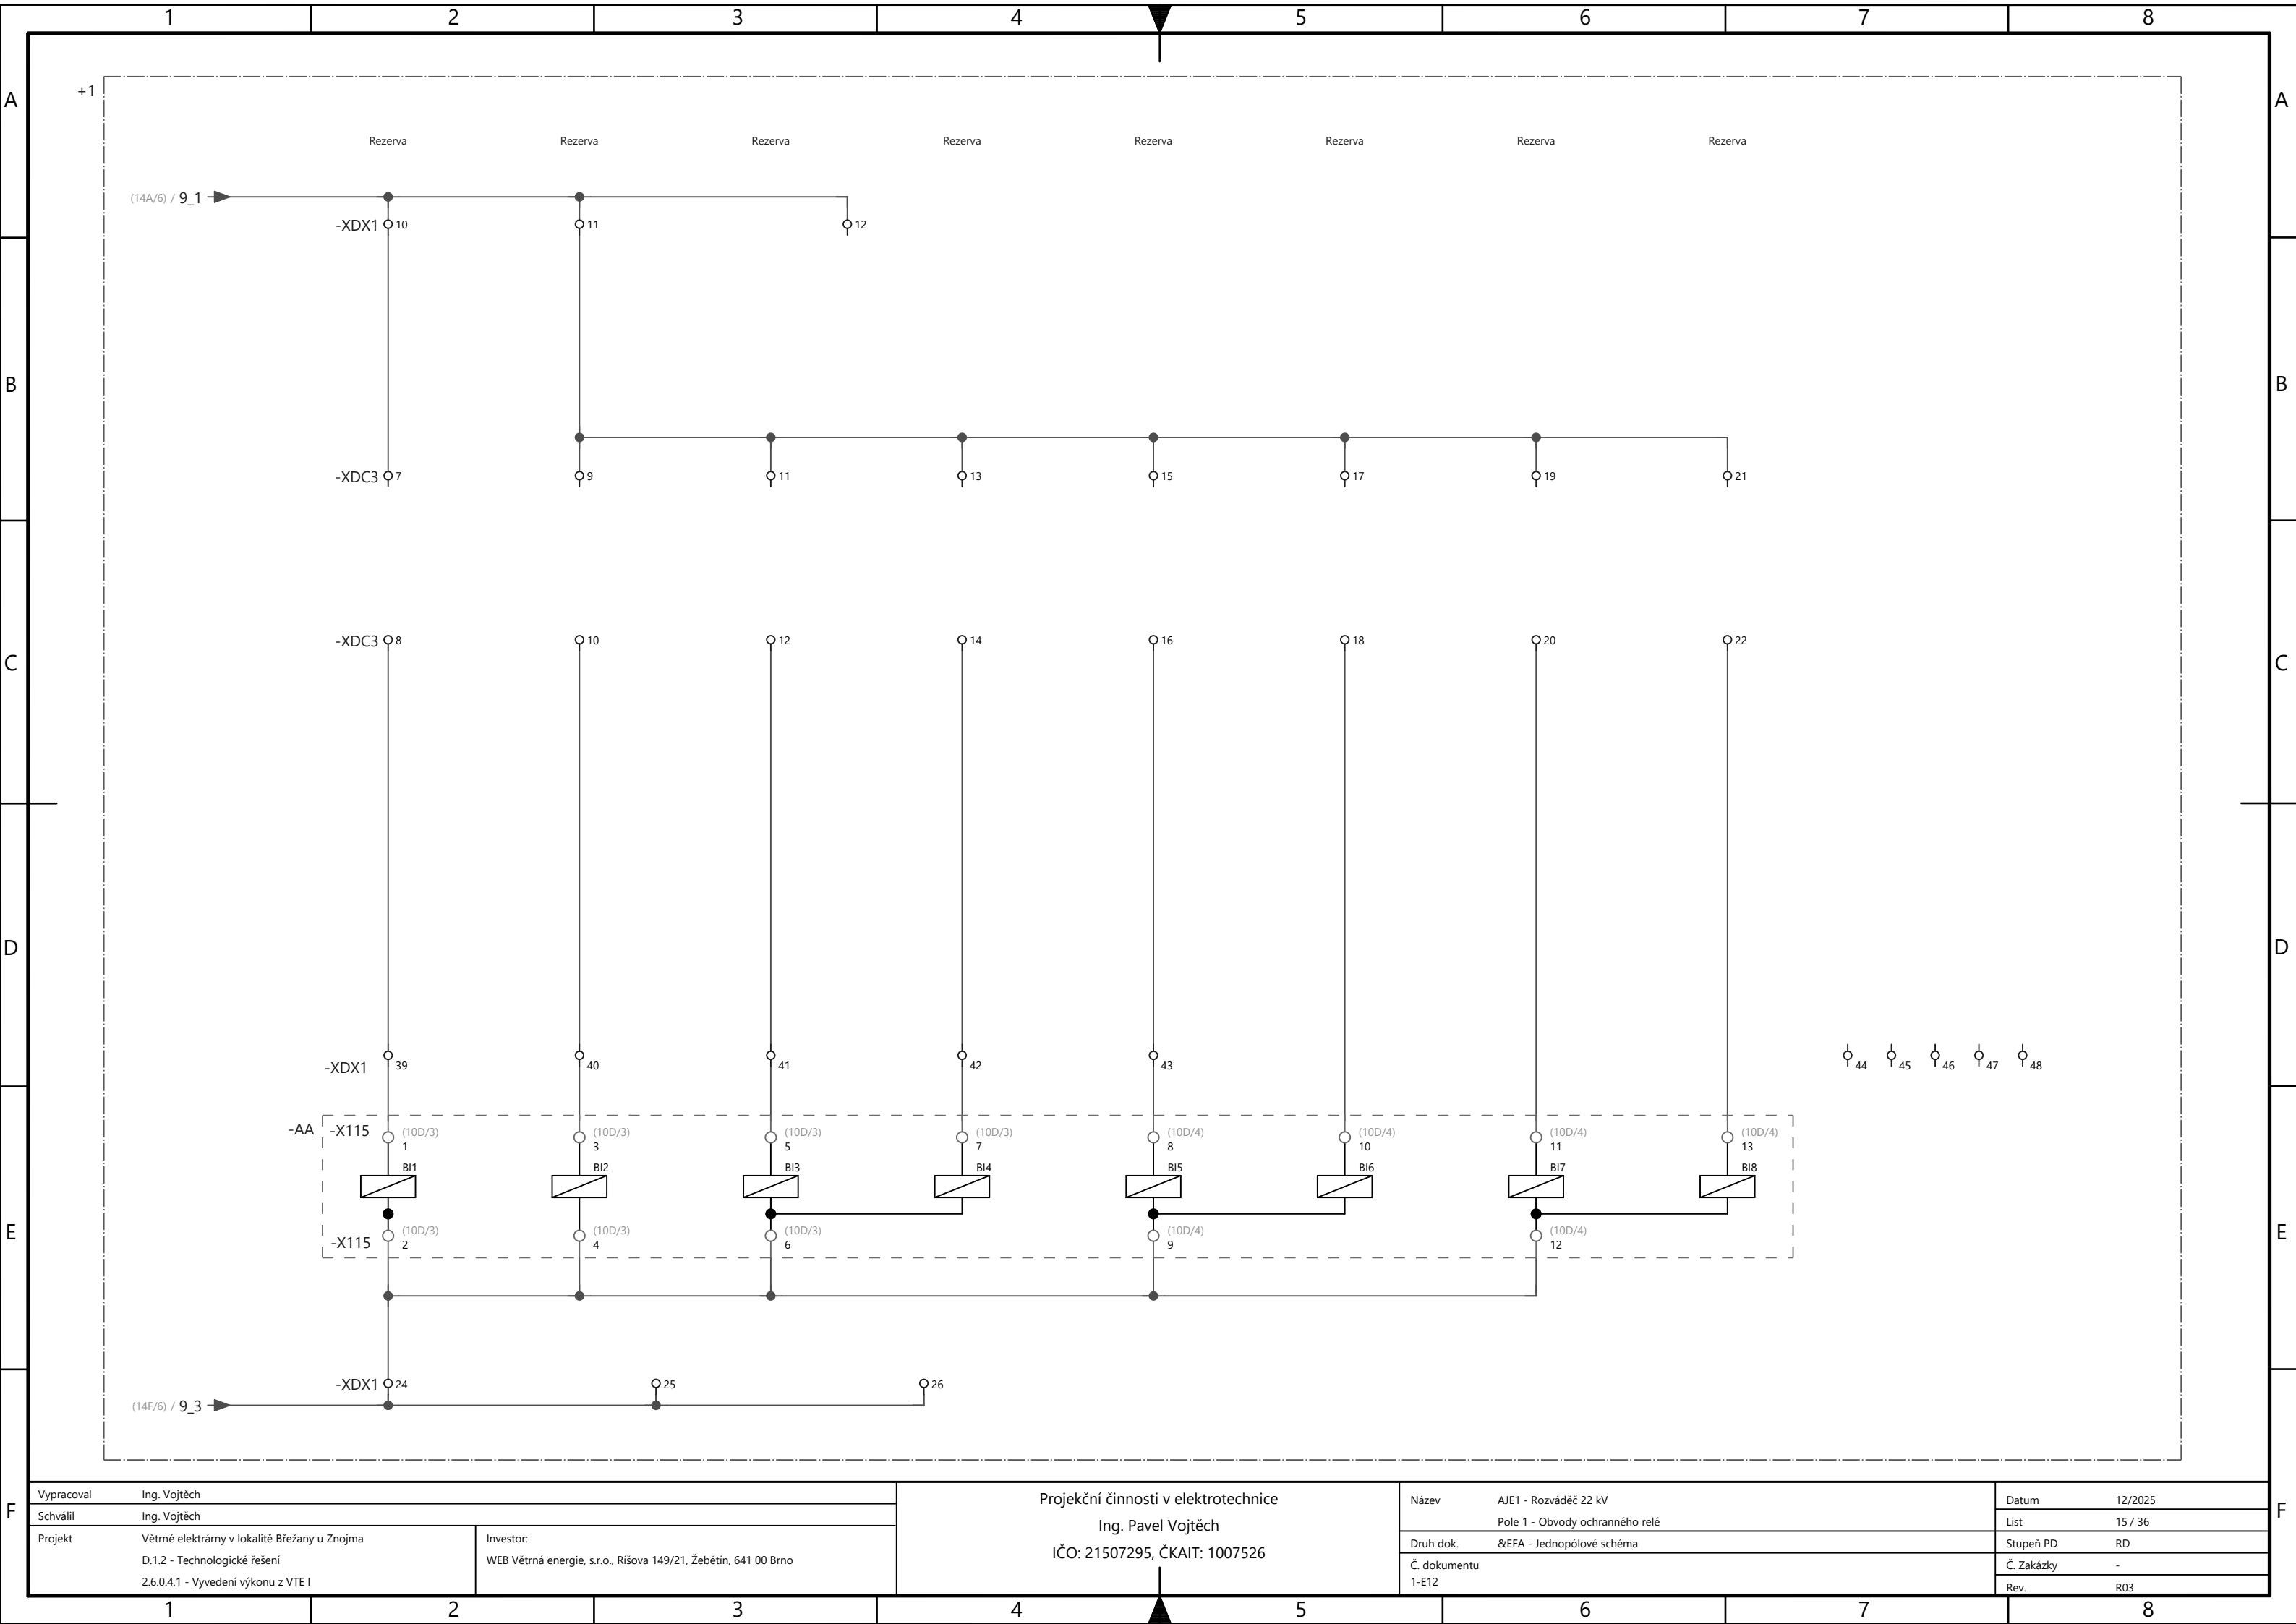 1 2 3 4 5 6 7 8
A A
+1
Rezerva Rezerva Rezerva Rezerva Rezerva Rezerva Rezerva Rezerva
(14A/6) / 9_1
-XDX1 10 11 12
B B
-XDC3 7 9 11 13 15 17 19 21
-XDC3 8 10 12 14 16 18 20 22
C C
D D
-XDX1 39 40 41 42 43 44 45 46 47 48
-AA -X115 (10D/3) (10D/3) (10D/3) (10D/3) (10D/4) (10D/4) (10D/4) (10D/4)
1 3 5 7 8 10 11 13
BI1 BI2 BI3 BI4 BI5 BI6 BI7 BI8
E E
(10D/3) (10D/3) (10D/3) (10D/4) (10D/4)
-X115 2 4 6 9 12
-XDX1 24 25 26
(14F/6) / 9_3
F F
Vypracoval Ing. Vojtěch
Schválil Ing. Vojtěch
Projekt Větrné elektrárny v lokalitě Břežany u Znojma
D.1.2 - Technologické řešení
2.6.0.4.1 - Vyvedení výkonu z VTE I
Investor:
WEB Větrná energie, s.r.o., Ríšova 149/21, Žebětín, 641 00 Brno
Projekční činnosti v elektrotechnice
Ing. Pavel Vojtěch
IČO: 21507295, ČKAIT: 1007526
Název AJE1 - Rozváděč 22 kV
Pole 1 - Obvody ochranného relé
Druh dok. &EFA - Jednopólové schéma
Č. dokumentu
1-E12
Datum 12/2025
List 15 / 36
Stupeň PD RD
Č. Zakázky -
Rev. R03
1 2 3 4 5 6 7 8